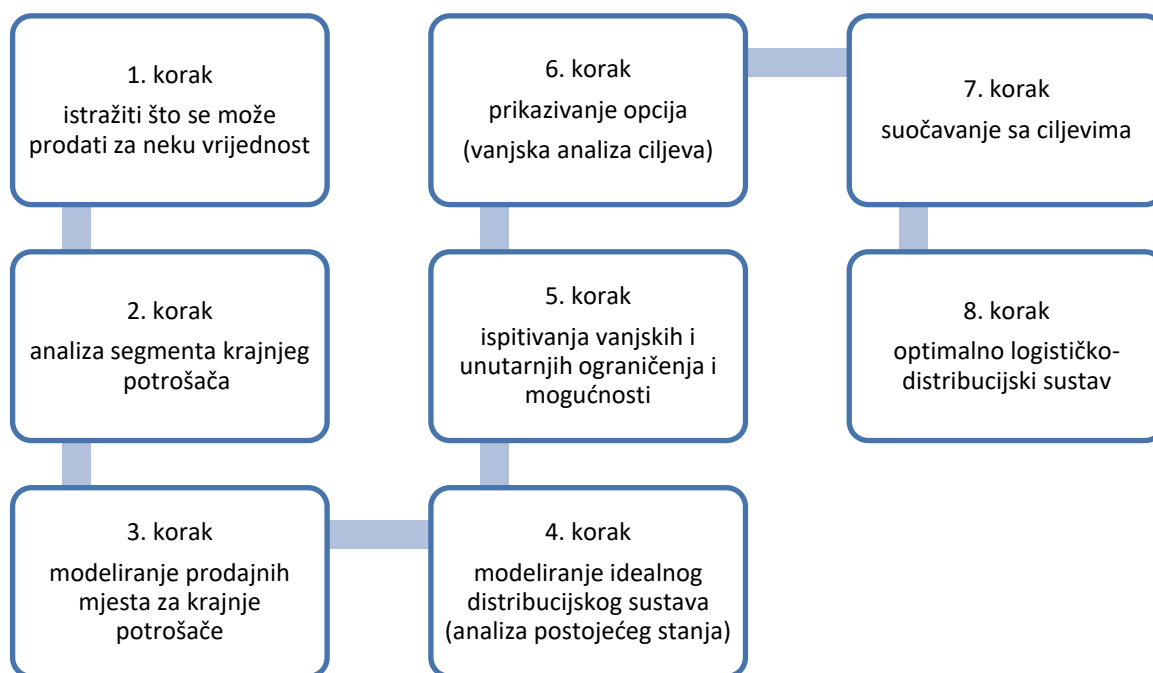 1. korak
istražiti što se može
prodati za neku vrijednost
2. korak
analiza segmenta krajnjeg
potrošača
3. korak
modeliranje prodajnih
mjesta za krajnje
potrošače
4. korak
modeliranje idealnog
distribucijskog sustava
(analiza postojećeg stanja)
5. korak
ispitivanja vanjskih i
unutarnjih ograničenja i
mogućnosti
6. korak
prikazivanje opcija
(vanjska analiza ciljeva)
7. korak
suočavanje sa ciljevima
8. korak
optimalno logističko-
distribucijski sustav